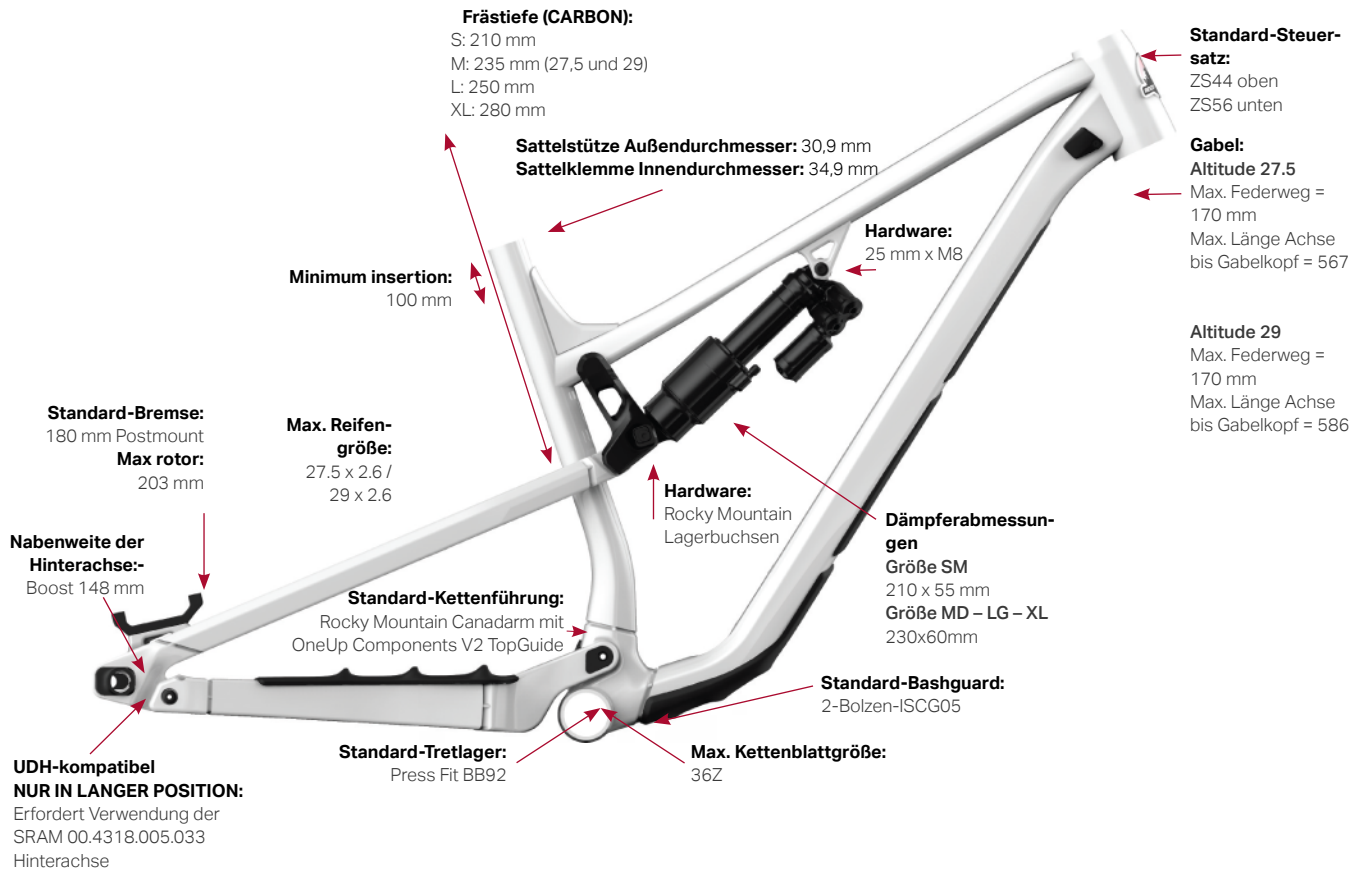 Frästiefe (CARBON):
S: 210 mm
M: 235 mm (27,5 und 29)
L: 250 mm
XL: 280 mm
Standard-Steuer-
satz:
ZS44 oben
ZS56 unten
Sattelstütze Außendurchmesser: 30,9 mm
Sattelklemme Innendurchmesser: 34,9 mm
Gabel:
Altitude 27.5
Max. Federweg =
170 mm
Max. Länge Achse
bis Gabelkopf = 567
Altitude 29
Max. Federweg =
170 mm
Max. Länge Achse
bis Gabelkopf = 586
Hardware:
25 mm x M8
Minimum insertion:
100 mm
Standard-Bremse:
180 mm Postmount
Max rotor:
203 mm
Max. Reifen-
größe:
27.5 x 2.6 /
29 x 2.6
Hardware:
Rocky Mountain
Lagerbuchsen
Dämpferabmessun-
gen
Größe SM
210 x 55 mm
Größe MD – LG – XL
230x60mm
Nabenweite der
Hinterachse:-
Boost 148 mm
Standard-Kettenführung:
Rocky Mountain Canadarm mit
OneUp Components V2 TopGuide
Standard-Bashguard:
2-Bolzen-ISCG05
Standard-Tretlager:
Press Fit BB92
Max. Kettenblattgröße:
36Z
UDH-kompatibel
NUR IN LANGER POSITION:
Erfordert Verwendung der
SRAM 00.4318.005.033
Hinterachse